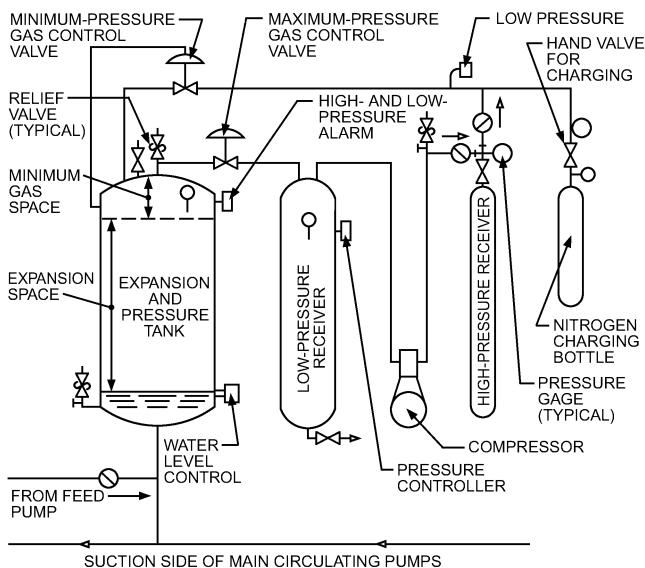 MINIMUM-PRESSURE
GAS CONTROL
VALVE
MAXIMUM-PRESSURE
GAS CONTROL
VALVE
LOW PRESSURE
HAND VALVE
FOR
CHARGING
RELIEF
VALVE
(TYPICAL)
HIGH- AND LOW-
PRESSURE
ALARM
MINIMUM
GAS
SPACE
EXPANSION
SPACE
EXPANSION
AND
PRESSURE
TANK
LOW-PRESSURE
RECEIVER
HIGH-PRESSURE RECEIVER
NITROGEN
CHARGING
BOTTLE
PRESSURE
GAGE
(TYPICAL)
COMPRESSOR
WATER
LEVEL
CONTROL
PRESSURE
CONTROLLER
FROM FEED
PUMP
SUCTION SIDE OF MAIN CIRCULATING PUMPS